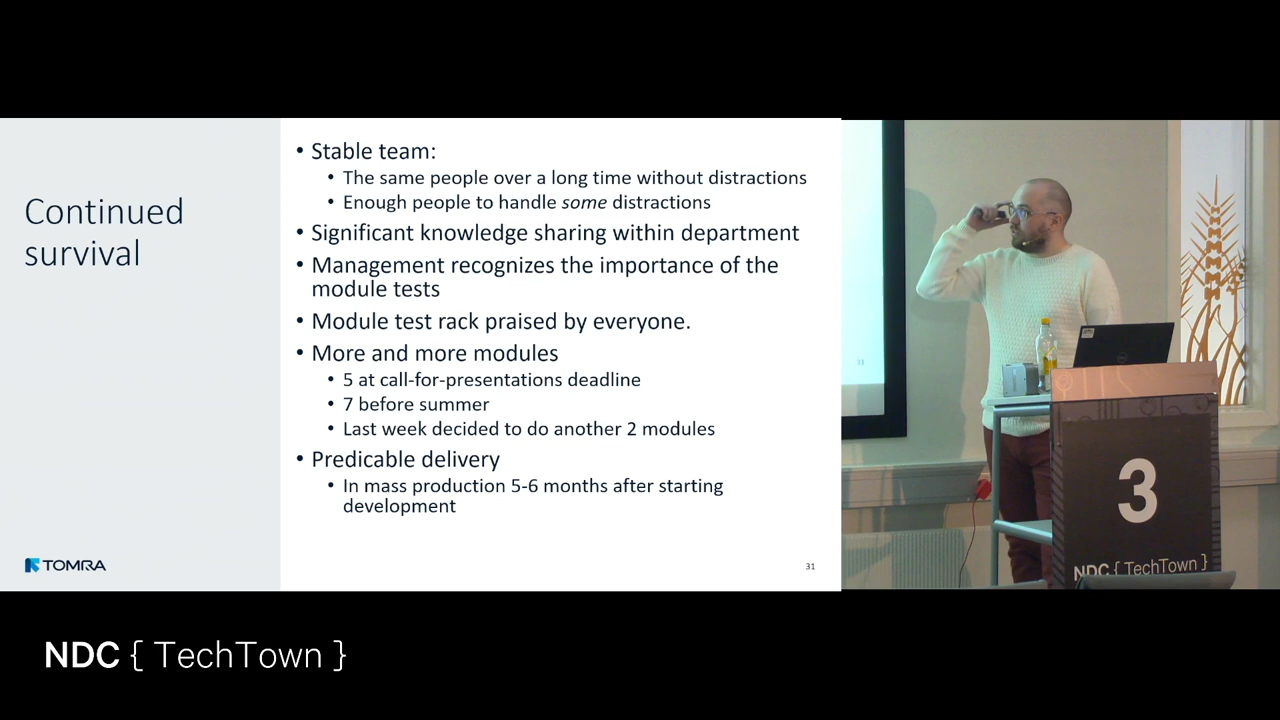 Continued
survival
• Stable team:
• The same people over a long time without distractions
• Enough people to handle some distractions
• Significant knowledge sharing within department
• Management recognizes the importance of the
module tests
• Module test rack praised by everyone.
• More and more modules
• 5 at call-for-presentations deadline
• 7 before summer
• Last week decided to do another 2 modules
• Predicable delivery
• In mass production 5-6 months after starting
development
TOMRA
31
31
3
NDC { TechTown }
NDC { TechTown }